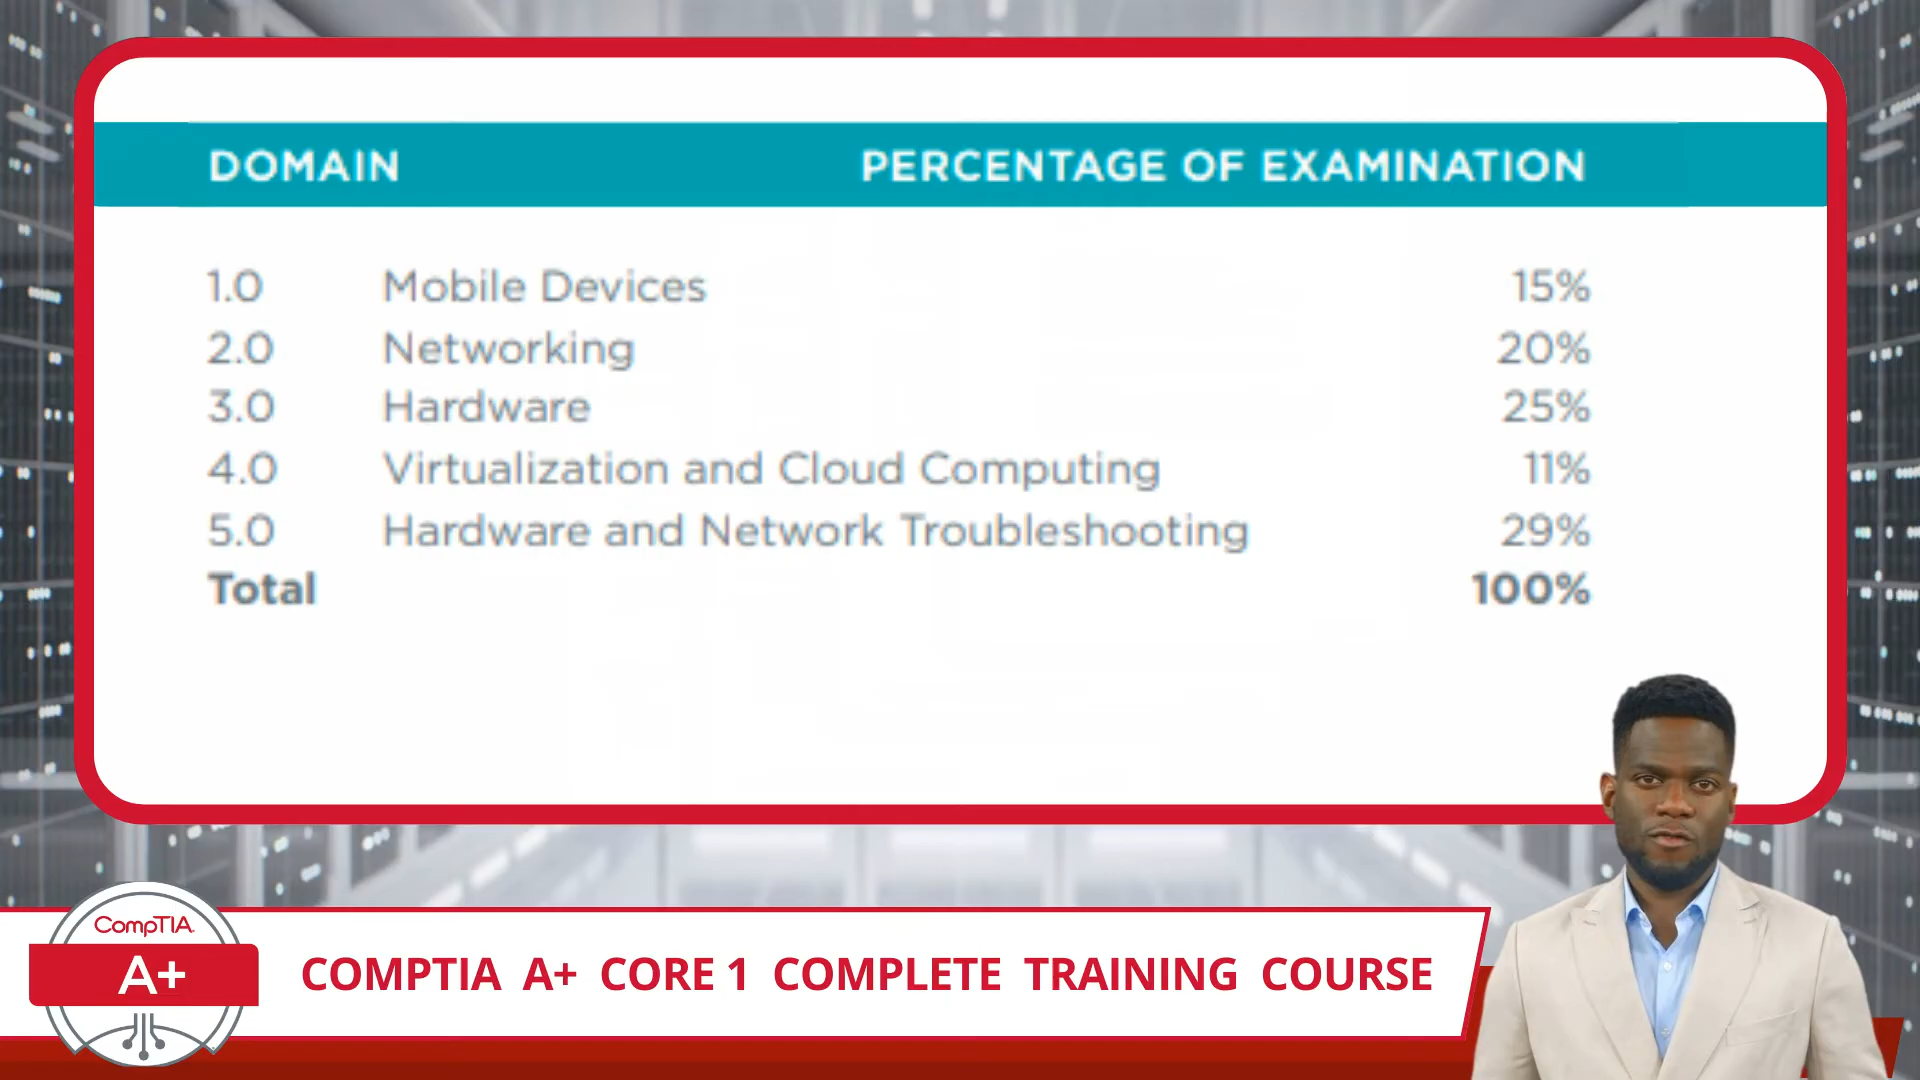 DOMAIN PERCENTAGE OF EXAMINATION
1.0 Mobile Devices 15%
2.0 Networking 20%
3.0 Hardware 25%
4.0 Virtualization and Cloud Computing 11%
5.0 Hardware and Network Troubleshooting 29%
Total 100%
CompTIA.
A+
COMPTIA A+ CORE 1 COMPLETE TRAINING COURSE